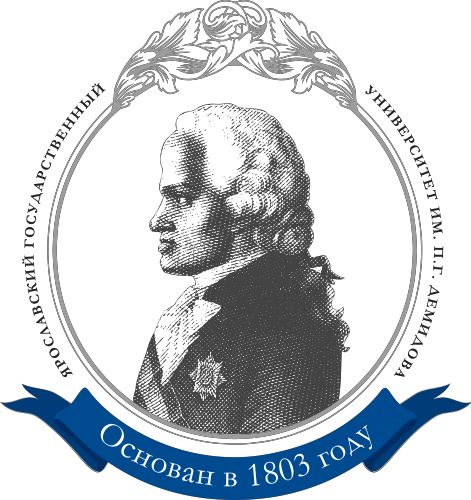 ЯРОСЛАВСКИЙ ГОСУДАРСТВЕННЫЙ
УНИВЕРСИТЕТ ИМ. П.Г. ДЕМИДОВА
Основан в 1803 году